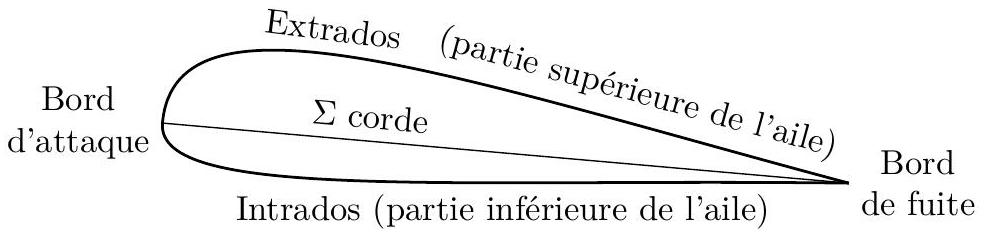 Extrados (partie supérieure de l'aile)
Bord
d'attaque
Σ corde
Bord
de fuite
Intrados (partie inférieure de l'aile)